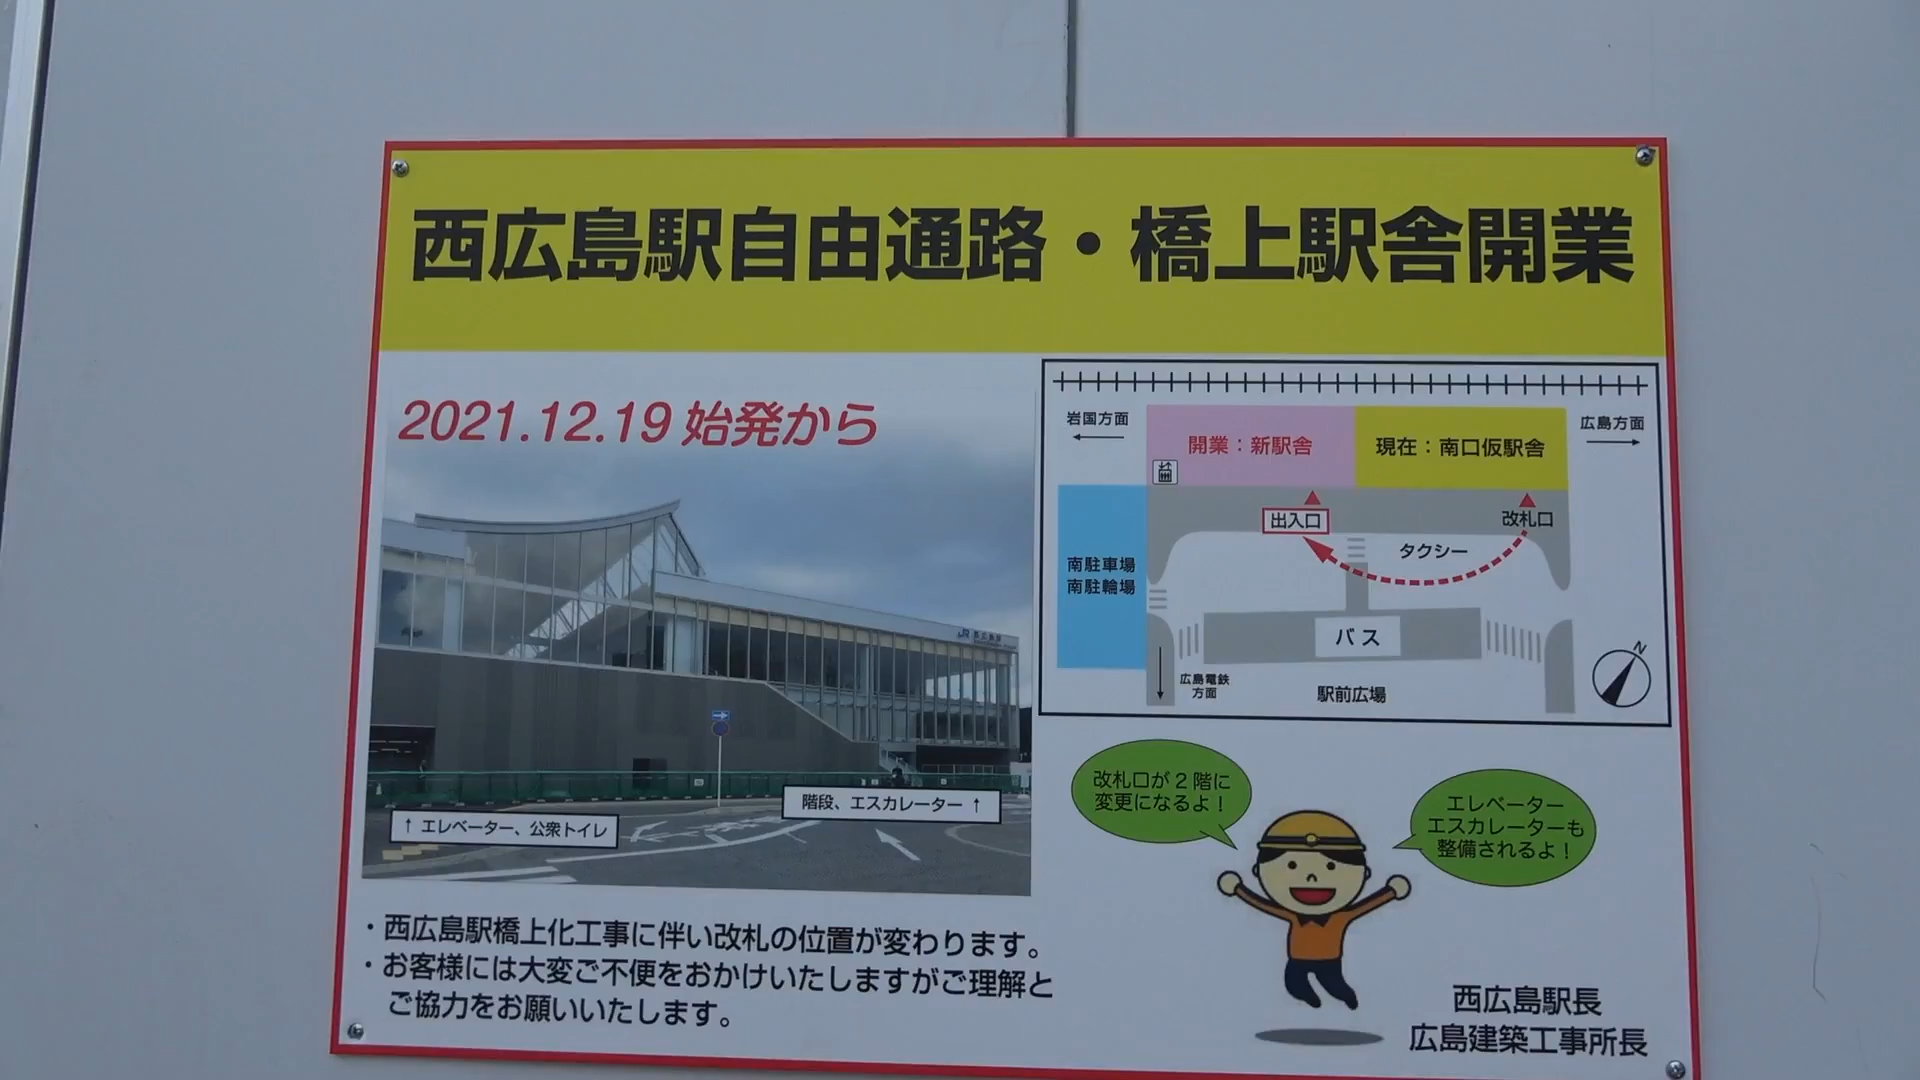 西広島駅自由通路・橋上駅舎開業
2021.12.19 始発から
JR 西広島駅
↑ エレベーター、公衆トイレ
階段、エスカレーター ↑
岩国方面
←
開業：新駅舎
現在：南口仮駅舎
広島方面
→
出入口
改札口
タクシー
南駐車場
南駐輪場
バス
広島電鉄
方面
駅前広場
N
改札口が2階に
変更になるよ！
エレベーター
エスカレーターも
整備されるよ！
・西広島駅橋上化工事に伴い改札の位置が変わります。
・お客様には大変ご不便をおかけいたしますがご理解と
ご協力をお願いいたします。
西広島駅長
広島建築工事所長